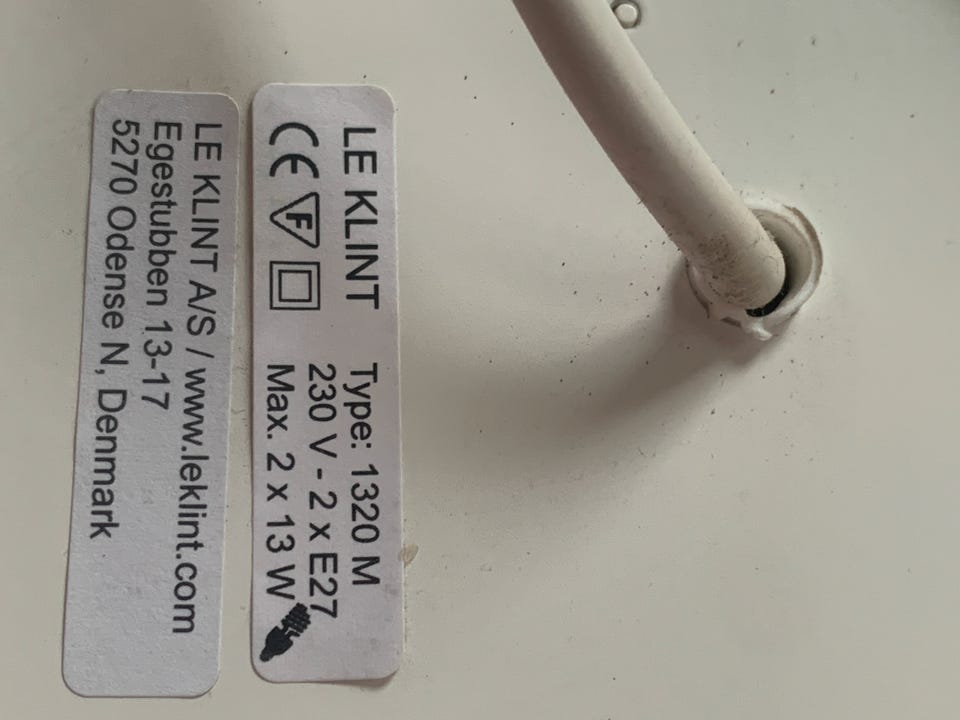 LE KLINT
CE F
Type: 1320 M
230 V - 2 x E27
Max. 2 x 13 W
LE KLINT A/S / www.leklint.com
Egestubben 13-17
5270 Odense N, Denmark